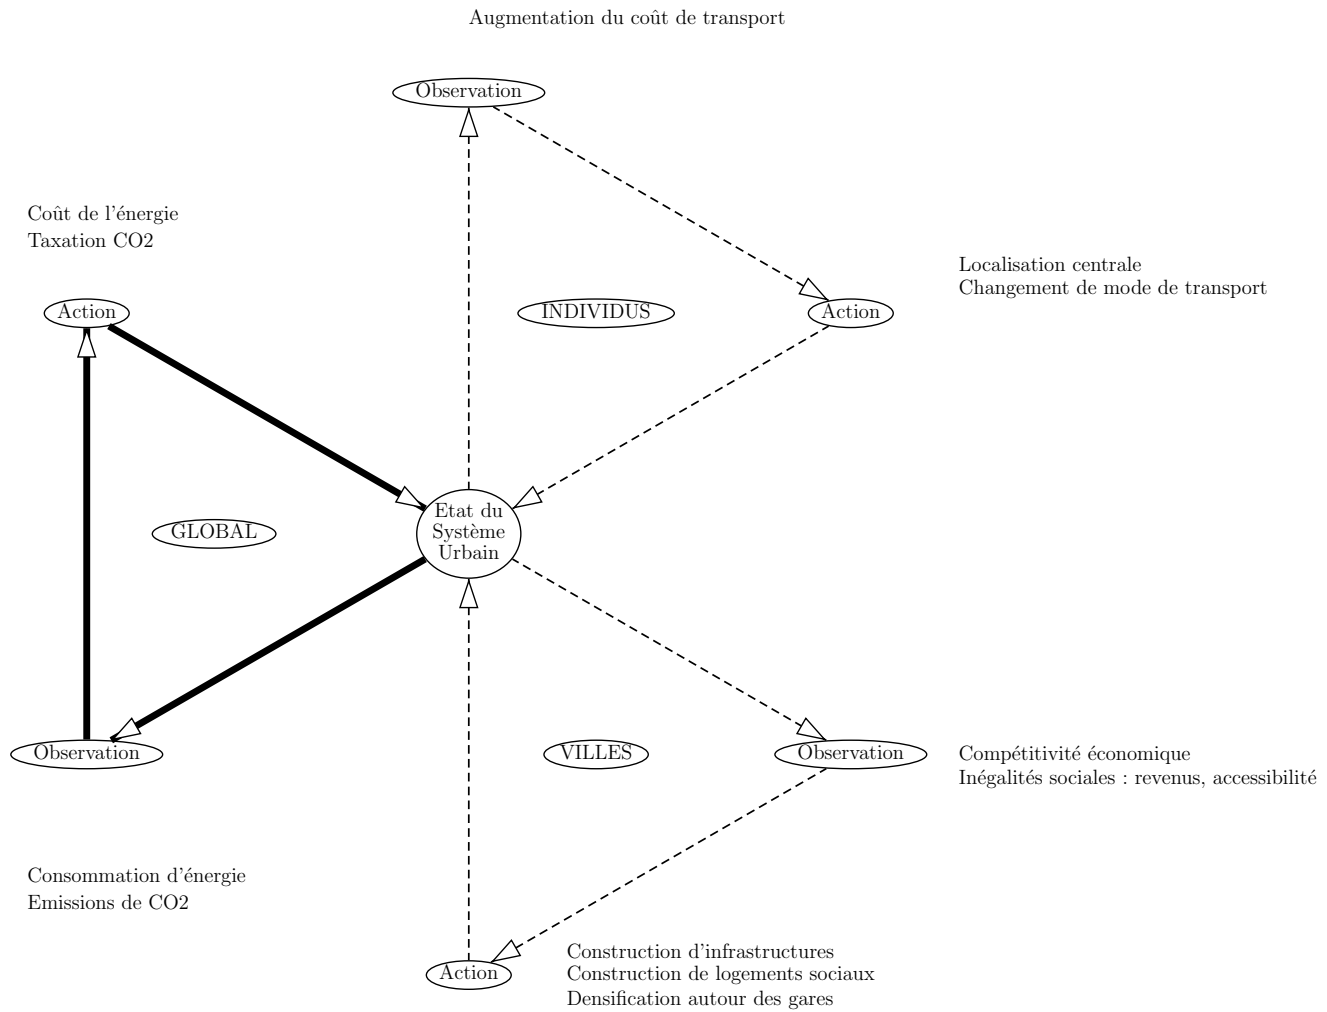 Augmentation du coût de transport
Observation
Coût de l'énergie
Taxation CO2
Localisation centrale
Changement de mode de transport
Action
INDIVIDUS
Action
Etat du
Système
Urbain
GLOBAL
Observation
VILLES
Observation
Compétitivité économique
Inégalités sociales : revenus, accessibilité
Consommation d'énergie
Emissions de CO2
Action
Construction d'infrastructures
Construction de logements sociaux
Densification autour des gares